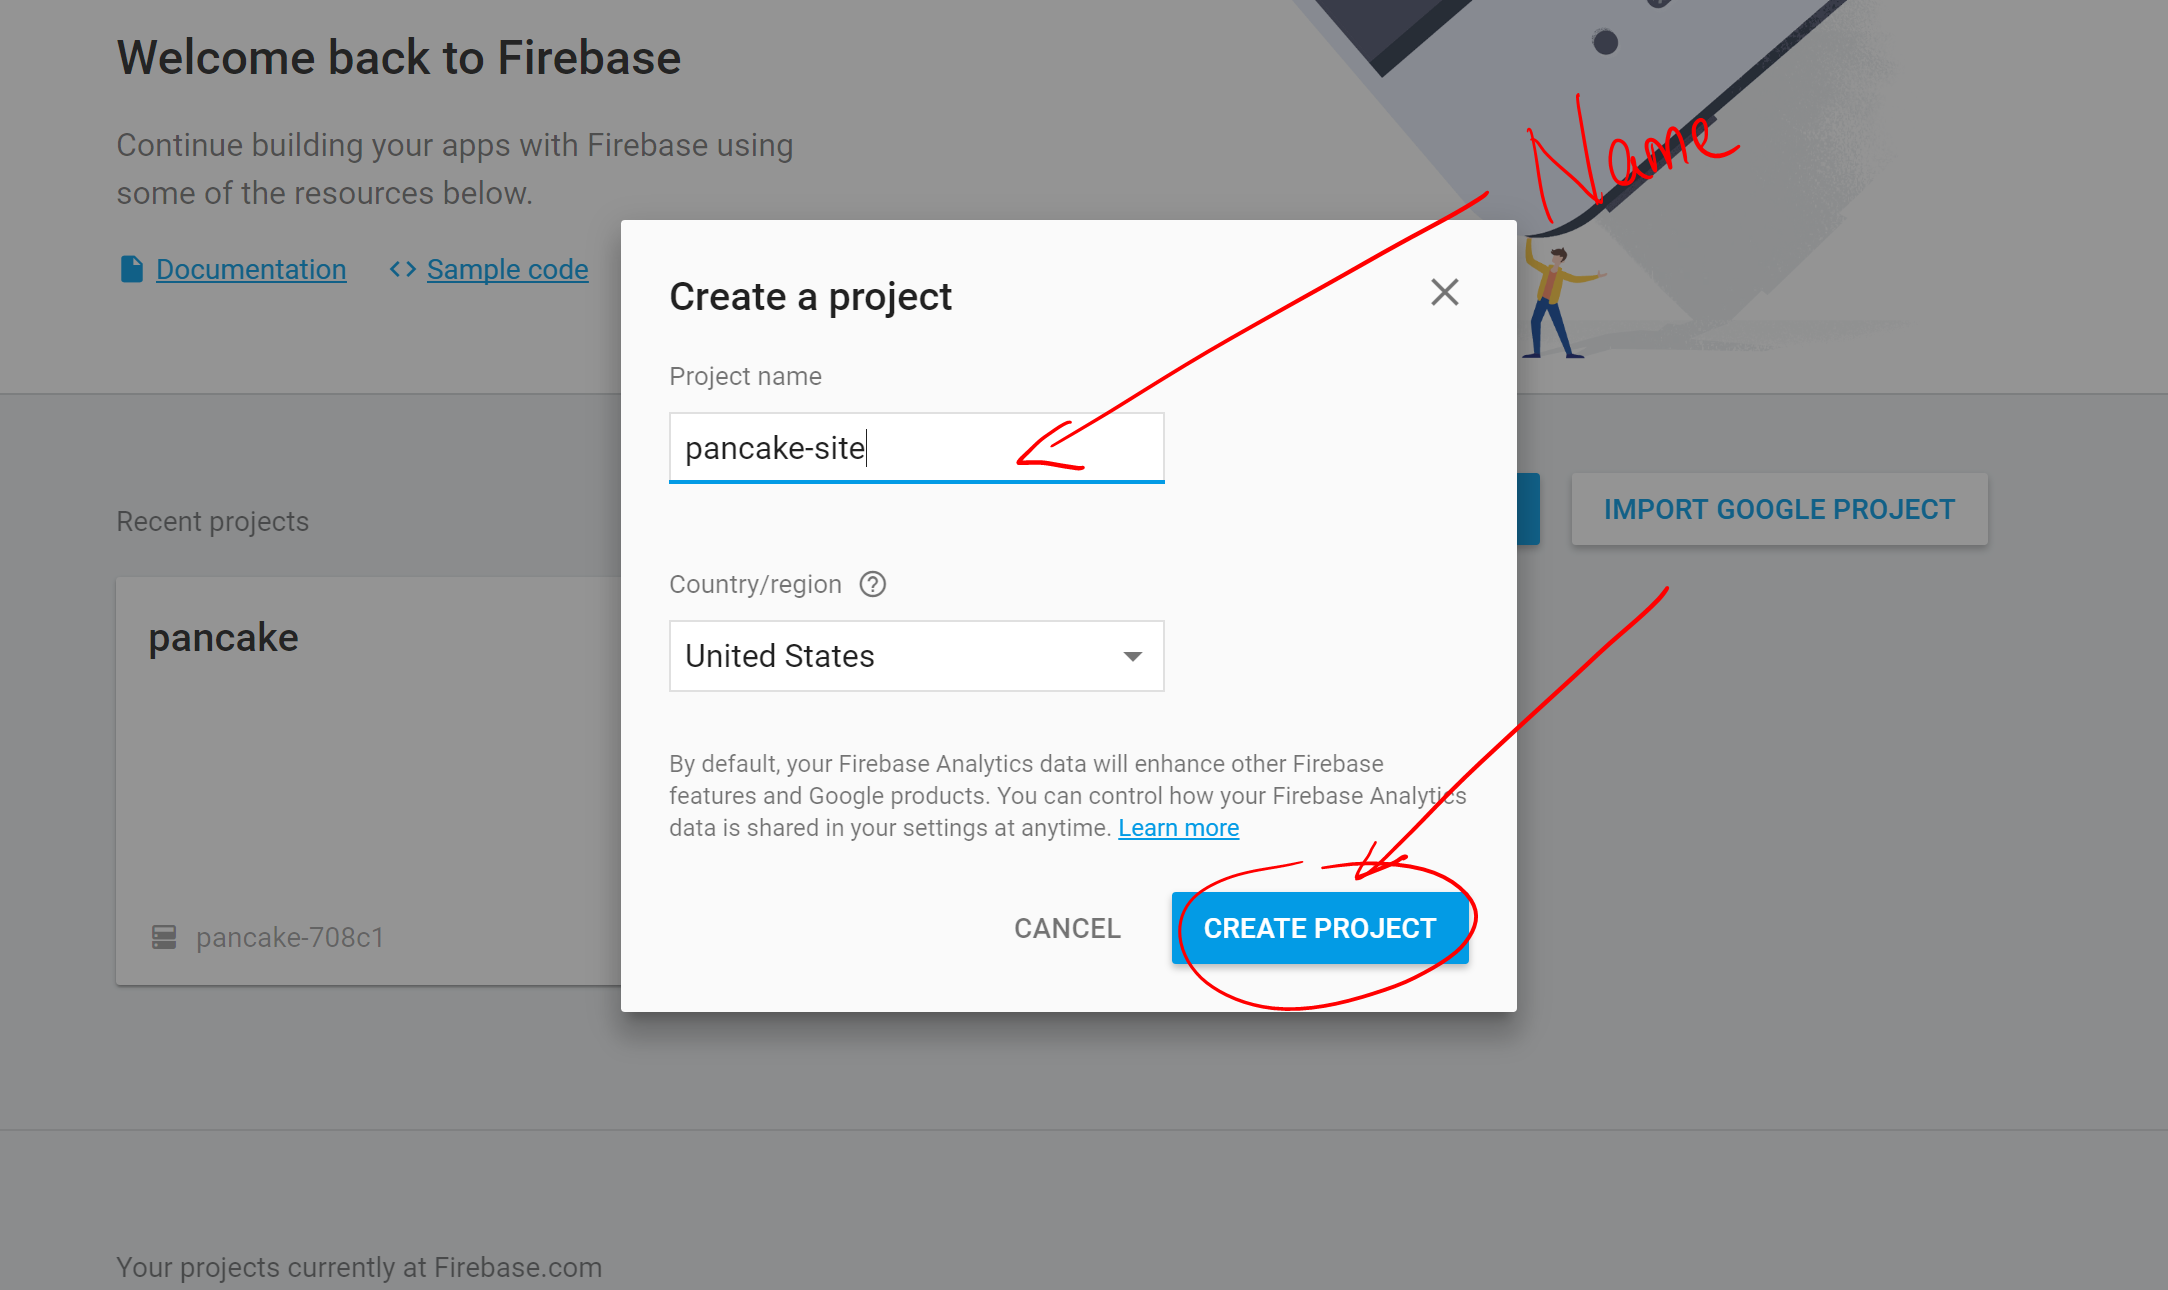 Welcome back to Firebase
Continue building your apps with Firebase using
some of the resources below.
Documentation <> Sample code
Name
Create a project
Project name
pancake-site
Recent projects
IMPORT GOOGLE PROJECT
Country/region ?
United States
pancake
pancake-708c1
By default, your Firebase Analytics data will enhance other Firebase
features and Google products. You can control how your Firebase Analytics
data is shared in your settings at anytime. Learn more
CANCEL CREATE PROJECT
Your projects currently at Firebase.com